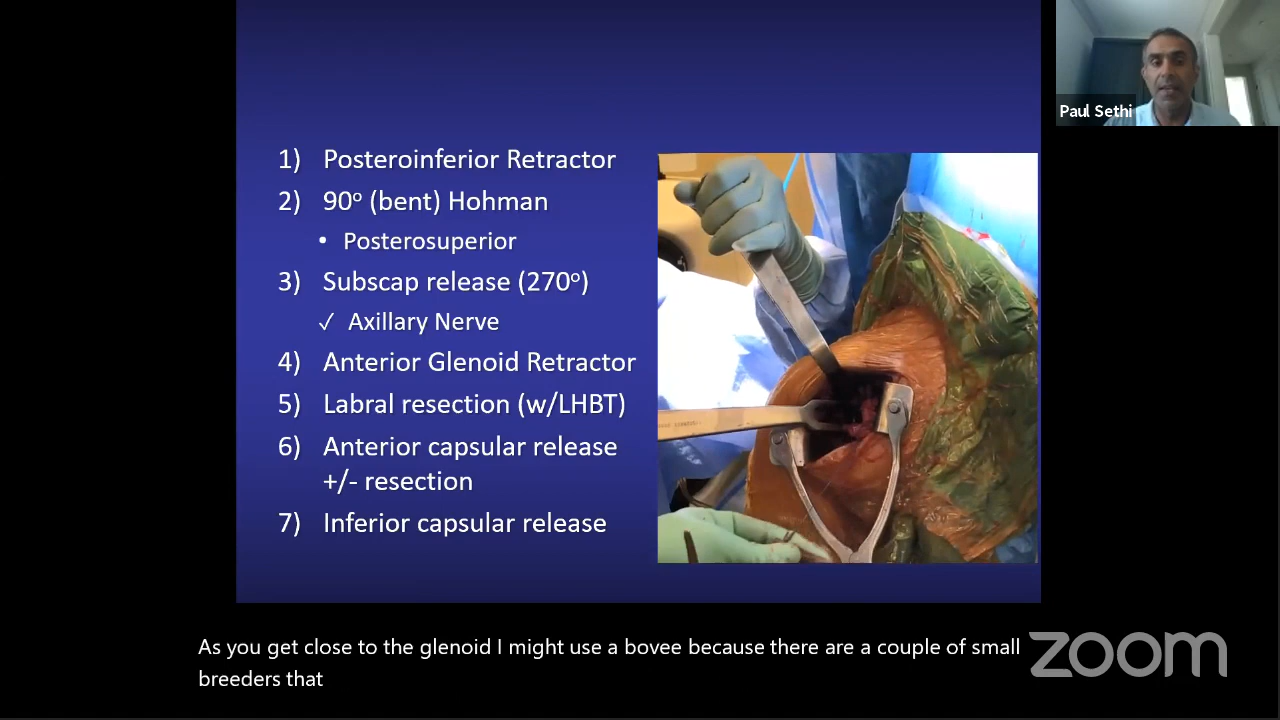 Paul Sethi
1) Posteroinferior Retractor
2) 90º (bent) Hohman
• Posterosuperior
3) Subscap release (270º)
✓ Axillary Nerve
4) Anterior Glenoid Retractor
5) Labral resection (w/LHBT)
6) Anterior capsular release
+/- resection
7) Inferior capsular release
As you get close to the glenoid I might use a bovee because there are a couple of small
breeders that
zoom